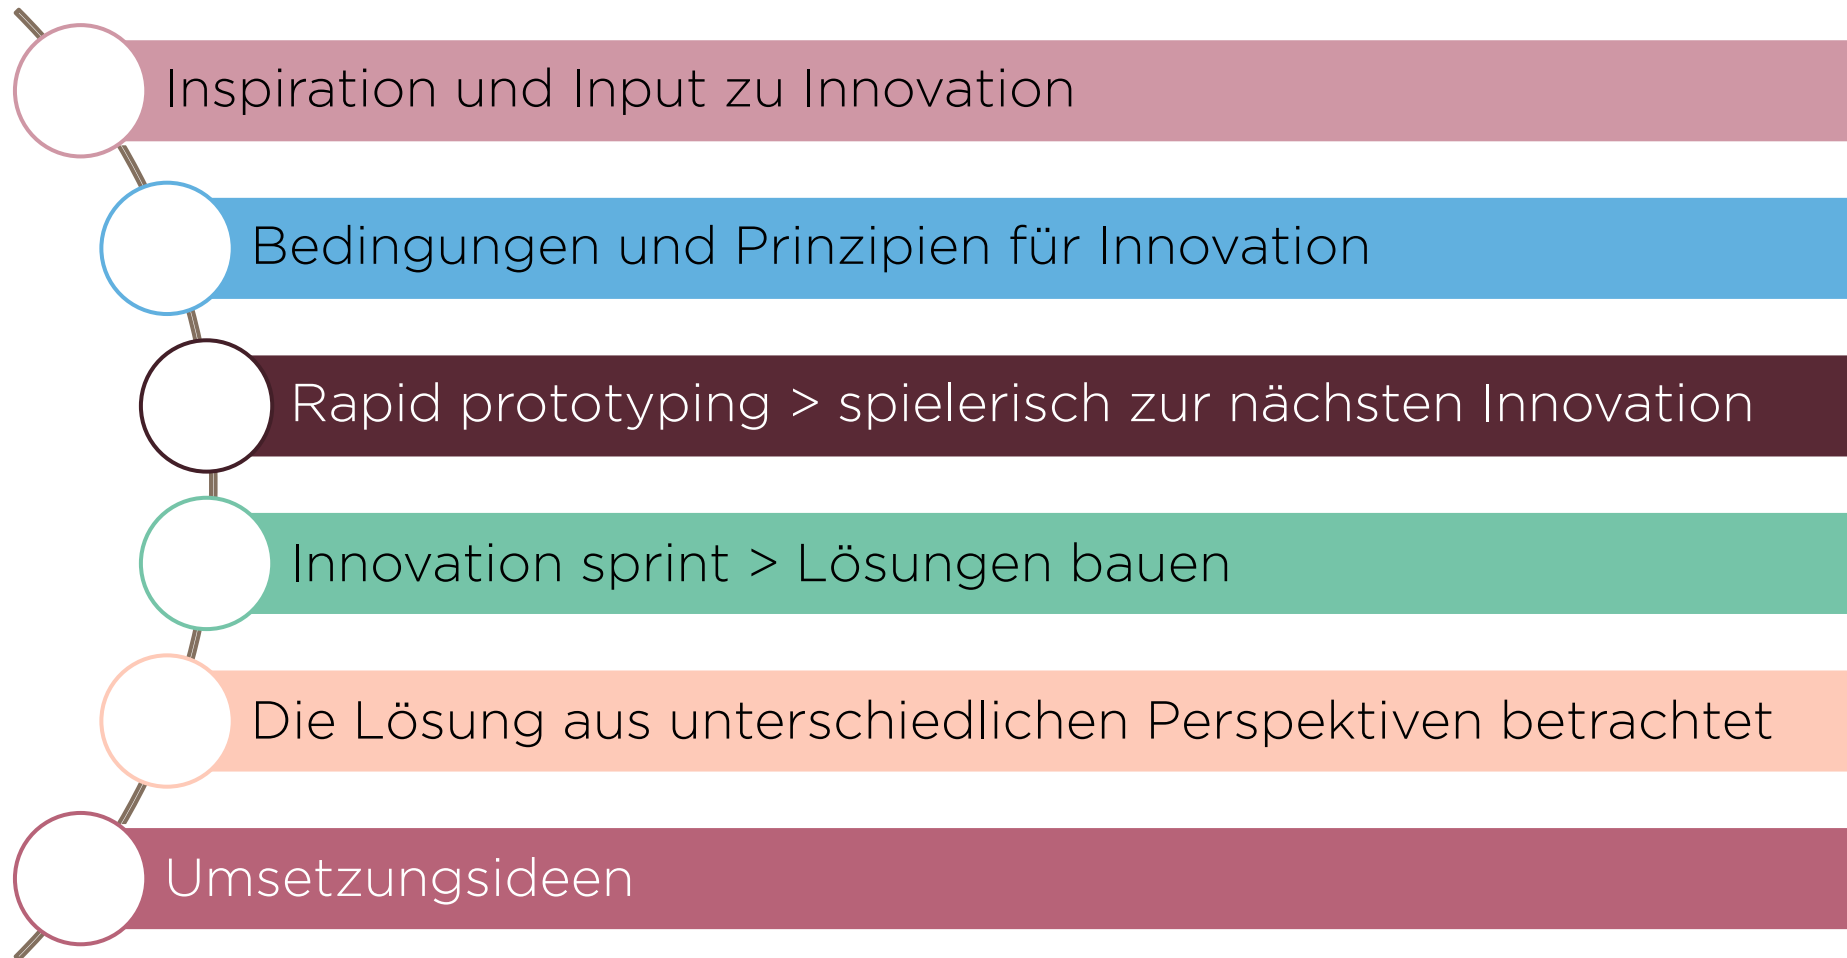 Inspiration und Input zu Innovation
Bedingungen und Prinzipien für Innovation
Rapid prototyping > spielerisch zur nächsten Innovation
Innovation sprint > Lösungen bauen
Die Lösung aus unterschiedlichen Perspektiven betrachtet
Umsetzungsideen